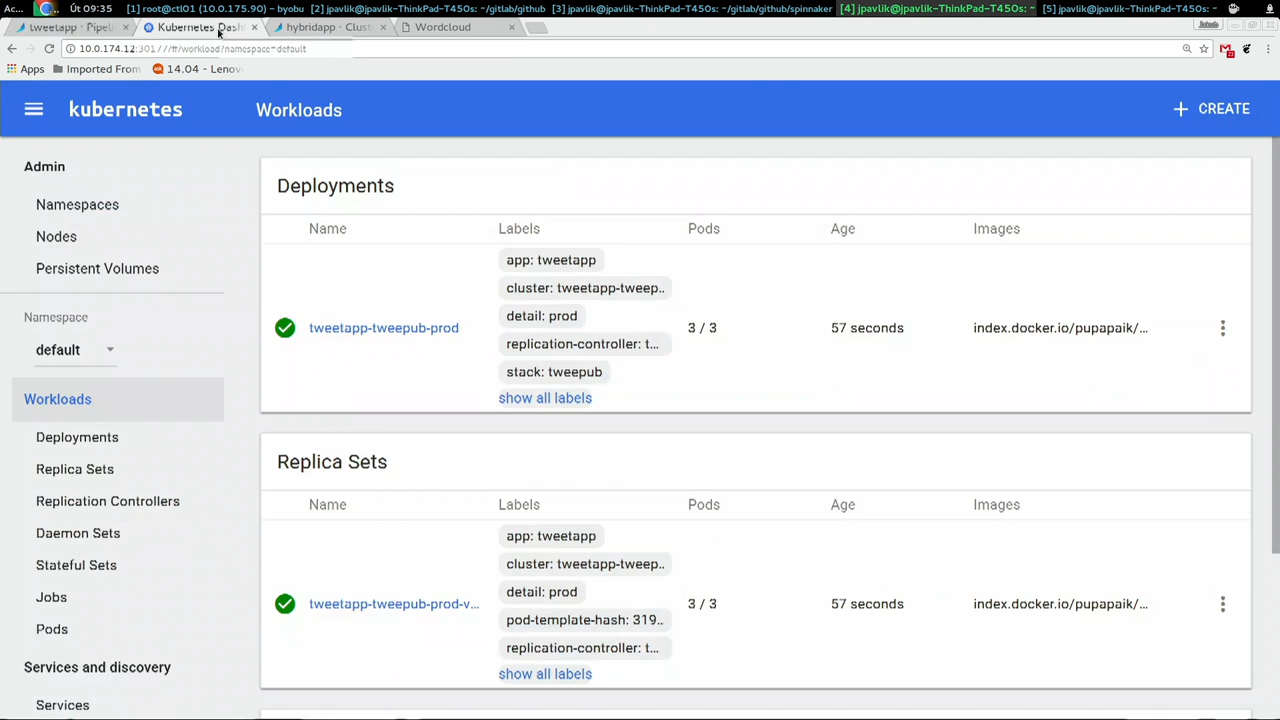 Út 09:35 [1] root@ctl01 (10.0.175.90) - byobu [2] jpavlik@jpavlik-ThinkPad-T450s: ~/gitlab/github [3] jpavlik@jpavlik-ThinkPad-T450s: ~/gitlab/github/spinnaker [4] jpavlik@jpavlik-ThinkPad-T450s: ~ [5] jpavlik@jpavlik-ThinkPad-T450s: ~
tweetapp · Pipelin Kubernetes Dash hybridapp · Clust Wordcloud
10.0.174.12:301 /#/workload?namespace=default
Apps Imported From 14.04 - Lenov
kubernetes Workloads + CREATE
Admin
Namespaces
Nodes
Persistent Volumes
Namespace
default
Workloads
Deployments
Replica Sets
Replication Controllers
Daemon Sets
Stateful Sets
Jobs
Pods
Services and discovery
Services
Deployments
Name Labels Pods Age Images
app: tweetapp
cluster: tweetapp-tweep..
detail: prod
tweetapp-tweepub-prod 3 / 3 57 seconds index.docker.io/pupapaik/...
replication-controller: t...
stack: tweepub
show all labels
Replica Sets
Name Labels Pods Age Images
app: tweetapp
cluster: tweetapp-tweep..
detail: prod
tweetapp-tweepub-prod-v... 3 / 3 57 seconds index.docker.io/pupapaik/...
pod-template-hash: 319..
replication-controller: t...
show all labels